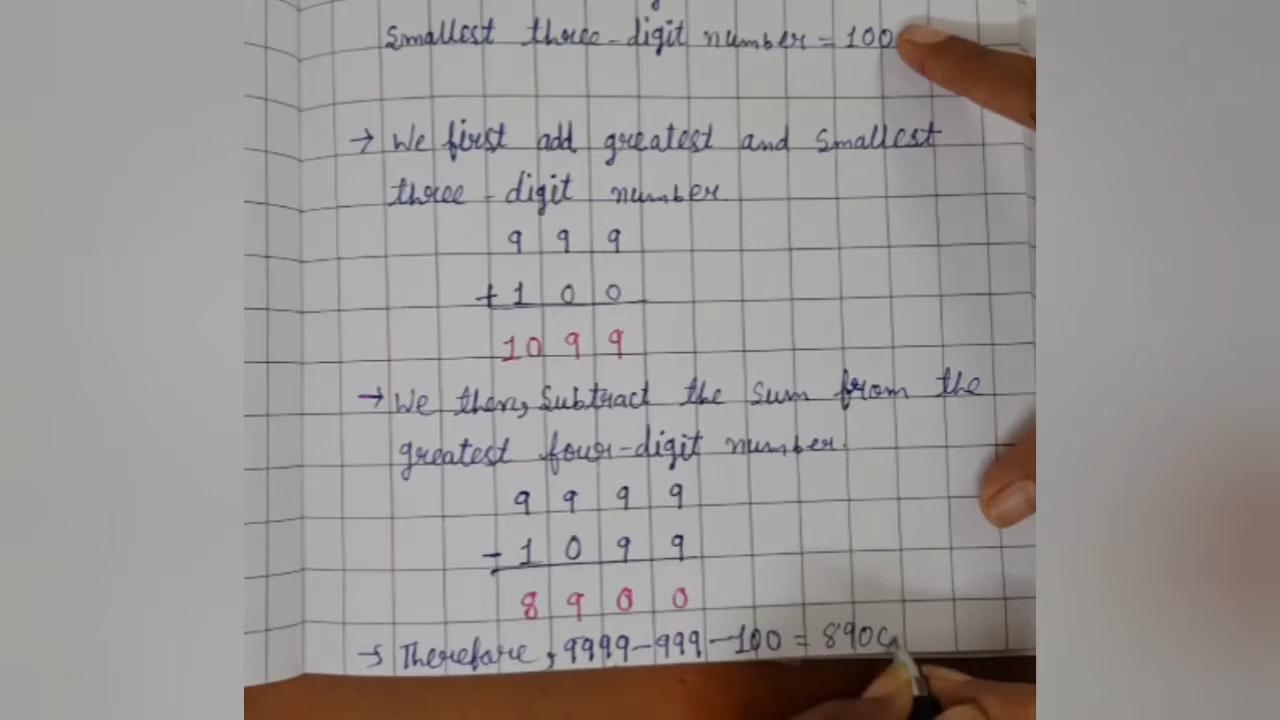 Smallest three-digit number = 100
→ We first add greatest and smallest
three-digit number
9 9 9
+ 1 0 0
10 9 9
→ We then, subtract the sum from the
greatest four-digit number.
9 9 9 9
- 1 0 9 9
8 9 0 0
→ Therefore, 9999-999-100 = 8900